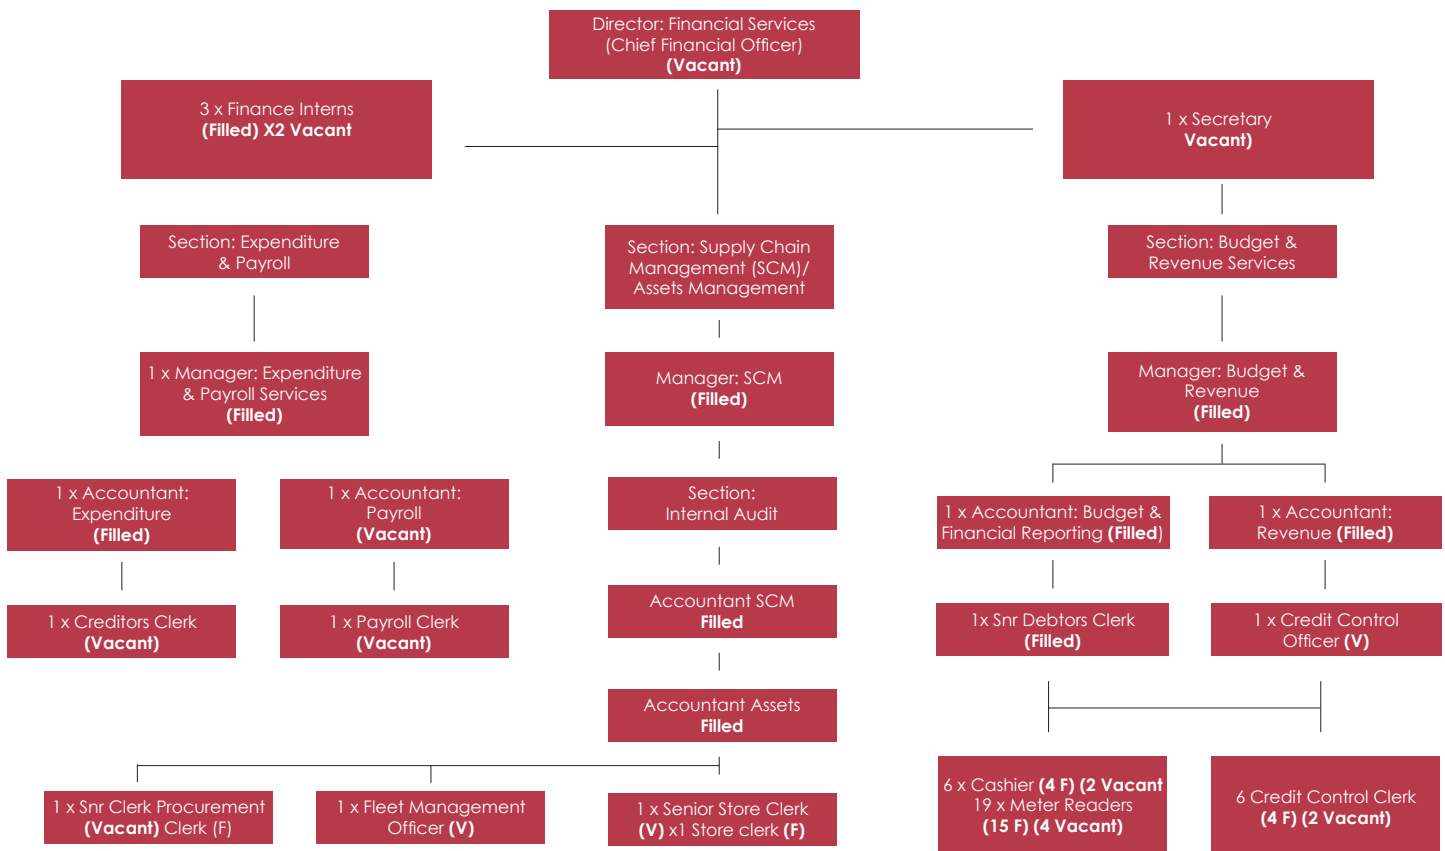 Director: Financial Services
(Chief Financial Officer)
(Vacant)
3 x Finance Interns
(Filled) X2 Vacant
1 x Secretary
Vacant)
Section: Expenditure
& Payroll
Section: Supply Chain
Management (SCM)/
Assets Management
Section: Budget &
Revenue Services
1 x Manager: Expenditure
& Payroll Services
(Filled)
Manager: SCM
(Filled)
Manager: Budget &
Revenue
(Filled)
1 x Accountant:
Expenditure
(Filled)
1 x Accountant:
Payroll
(Vacant)
Section:
Internal Audit
1 x Accountant: Budget &
Financial Reporting (Filled)
1 x Accountant:
Revenue (Filled)
1 x Creditors Clerk
(Vacant)
1 x Payroll Clerk
(Vacant)
Accountant SCM
Filled
1x Snr Debtors Clerk
(Filled)
1 x Credit Control
Officer (V)
Accountant Assets
Filled
1 x Snr Clerk Procurement
(Vacant) Clerk (F)
1 x Fleet Management
Officer (V)
1 x Senior Store Clerk
(V) x1 Store clerk (F)
6 x Cashier (4 F) (2 Vacant
19 x Meter Readers
(15 F) (4 Vacant)
6 Credit Control Clerk
(4 F) (2 Vacant)